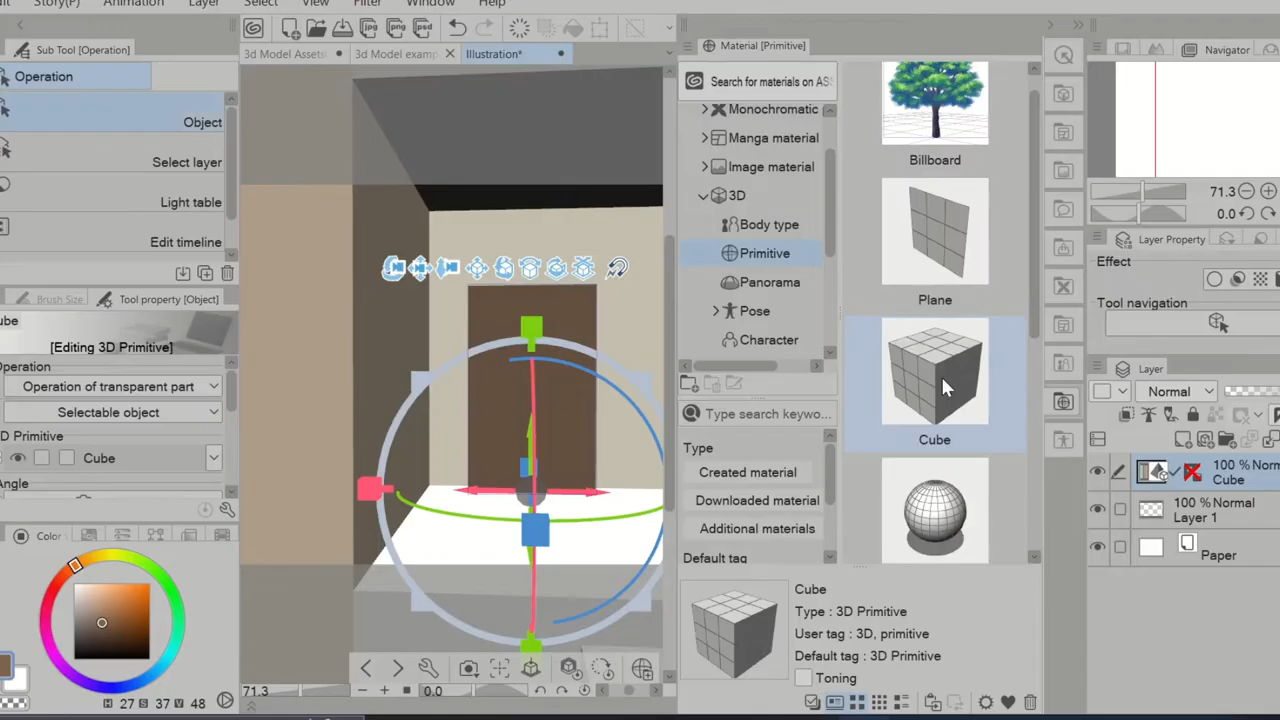 Story(P) Animation Layer Select View Filter Window Help
Sub Tool [Operation]
Operation
Object
Select layer
Light table
Edit timeline
Brush Size
Tool property [Object]
[Editing 3D Primitive]
Operation of transparent part
Selectable object
Cube
Color
H 27 S 37 V 48
3d Model Assets
3d Model examp
Illustration*
71.3
0.0
Material [Primitive]
Search for materials on AS
Monochromatic
Manga material
Image material
3D
Body type
Primitive
Panorama
Pose
Character
Type search keywo...
Type
Created material
Downloaded material
Additional materials
Default tag
Billboard
Plane
Cube
Cube
Type : 3D Primitive
User tag : 3D, primitive
Default tag : 3D Primitive
Toning
Navigator
71.3
0.0
Layer Property
Effect
Tool navigation
Layer
Normal
100 % Norm
Cube
100 % Normal
Layer 1
Paper